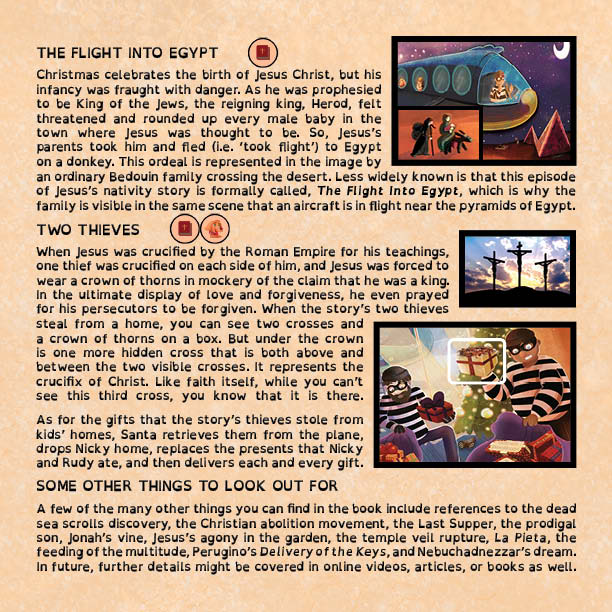 THE FLIGHT INTO EGYPT
Christmas celebrates the birth of Jesus Christ, but his
infancy was fraught with danger. As he was prophesied
to be King of the Jews, the reigning king, Herod, felt
threatened and rounded up every male baby in the
town where Jesus was thought to be. So, Jesus's
parents took him and fled (i.e. 'took flight') to Egypt
on a donkey. This ordeal is represented in the image by
an ordinary Bedouin family crossing the desert. Less widely known is that this episode
of Jesus's nativity story is formally called, The Flight Into Egypt, which is why the
family is visible in the same scene that an aircraft is in flight near the pyramids of Egypt.
TWO THIEVES
When Jesus was crucified by the Roman Empire for his teachings,
one thief was crucified on each side of him, and Jesus was forced to
wear a crown of thorns in mockery of the claim that he was a king.
In the ultimate display of love and forgiveness, he even prayed
for his persecutors to be forgiven. When the story's two thieves
steal from a home, you can see two crosses and
a crown of thorns on a box. But under the crown
is one more hidden cross that is both above and
between the two visible crosses. It represents the
crucifix of Christ. Like faith itself, while you can't
see this third cross, you know that it is there.
As for the gifts that the story's thieves stole from
kids' homes, Santa retrieves them from the plane,
drops Nicky home, replaces the presents that Nicky
and Rudy ate, and then delivers each and every gift.
SOME OTHER THINGS TO LOOK OUT FOR
A few of the many other things you can find in the book include references to the dead
sea scrolls discovery, the Christian abolition movement, the Last Supper, the prodigal
son, Jonah's vine, Jesus's agony in the garden, the temple veil rupture, La Pieta, the
feeding of the multitude, Perugino's Delivery of the Keys, and Nebuchadnezzar's dream.
In future, further details might be covered in online videos, articles, or books as well.